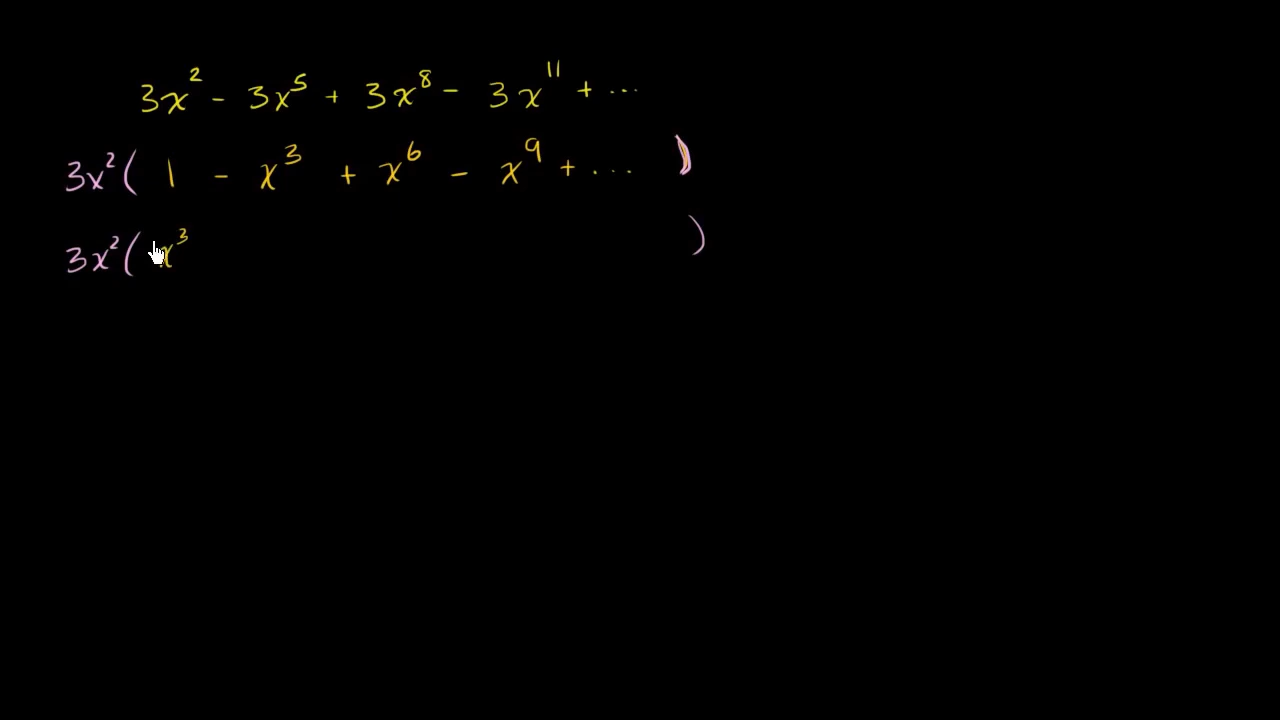 3x² - 3x⁵ + 3x⁸ - 3x¹¹ + ...
3x² ( 1 - x³ + x⁶ - x⁹ + ... )
3x² ( x³ )